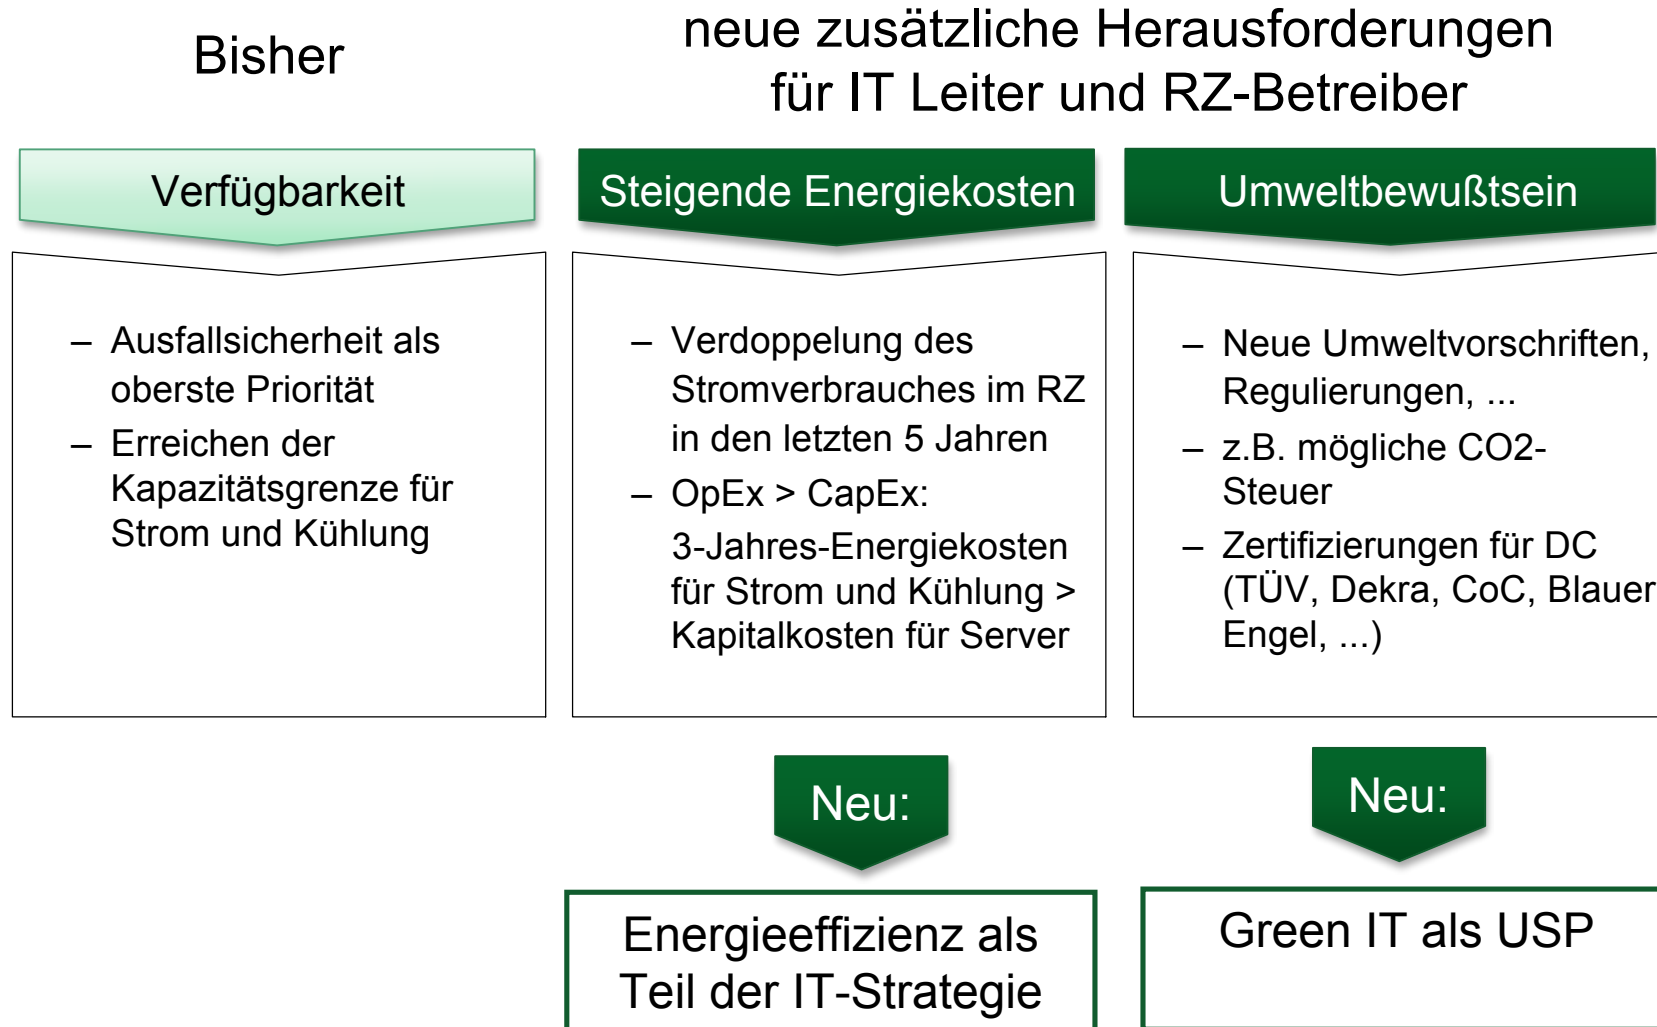 Bisher
neue zusätzliche Herausforderungen
für IT Leiter und RZ-Betreiber
Verfügbarkeit
– Ausfallsicherheit als
oberste Priorität
– Erreichen der
Kapazitätsgrenze für
Strom und Kühlung
Steigende Energiekosten
– Verdoppelung des
Stromverbrauches im RZ
in den letzten 5 Jahren
– OpEx > CapEx:
3-Jahres-Energiekosten
für Strom und Kühlung >
Kapitalkosten für Server
Umweltbewußtsein
– Neue Umweltvorschriften,
Regulierungen, ...
– z.B. mögliche CO2-
Steuer
– Zertifizierungen für DC
(TÜV, Dekra, CoC, Blauer
Engel, ...)
Neu:
Energieeffizienz als
Teil der IT-Strategie
Neu:
Green IT als USP